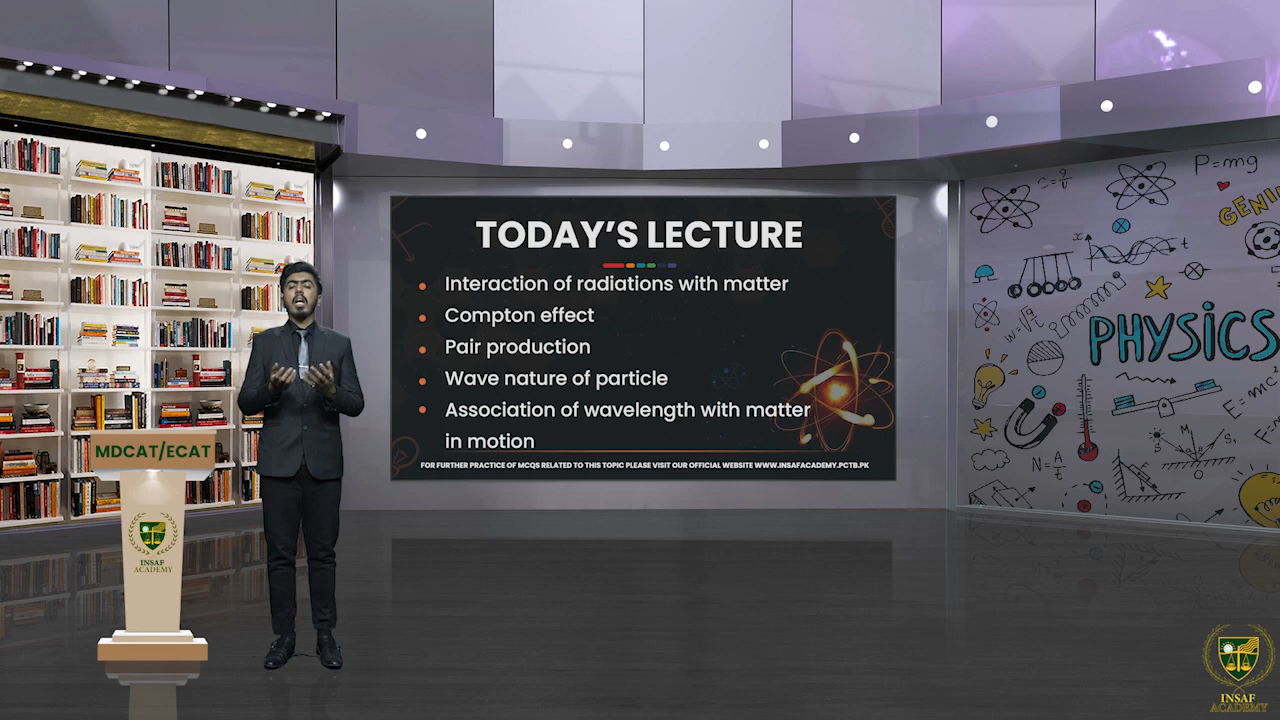 TODAY'S LECTURE
Interaction of radiations with matter
Compton effect
Pair production
Wave nature of particle
Association of wavelength with matter
in motion
FOR FURTHER PRACTICE OF MCQS RELATED TO THIS TOPIC PLEASE VISIT OUR OFFICIAL WEBSITE WWW.INSAFACADEMY.PCTB.PK
MDCAT/ECAT
INSAF
ACADEMY
P=mg
GENI
x
t
PHYSICS
E=mc²
F=
M
S,
O
N=A/t
INSAF
ACADEMY